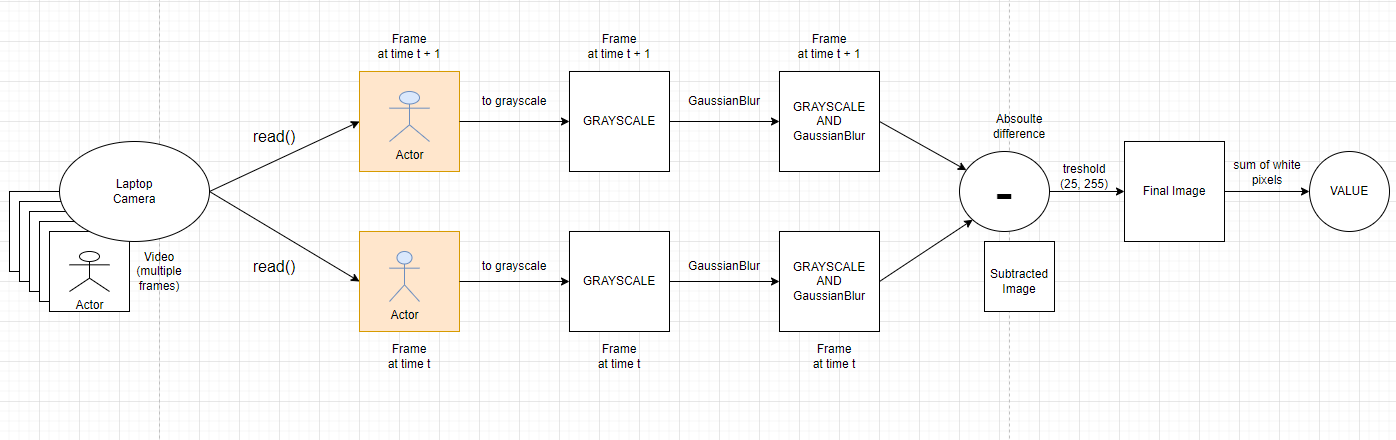 Frame
at time t + 1
Frame
at time t + 1
Frame
at time t + 1
Actor
to grayscale
GRAYSCALE
GaussianBlur
GRAYSCALE
AND
GaussianBlur
Absoulte
difference
read()
Laptop
Camera
-
treshold
(25, 255)
Final Image
sum of white
pixels
VALUE
Video
(multiple
frames)
Actor
read()
Actor
to grayscale
GRAYSCALE
GaussianBlur
GRAYSCALE
AND
GaussianBlur
Subtracted
Image
Frame
at time t
Frame
at time t
Frame
at time t